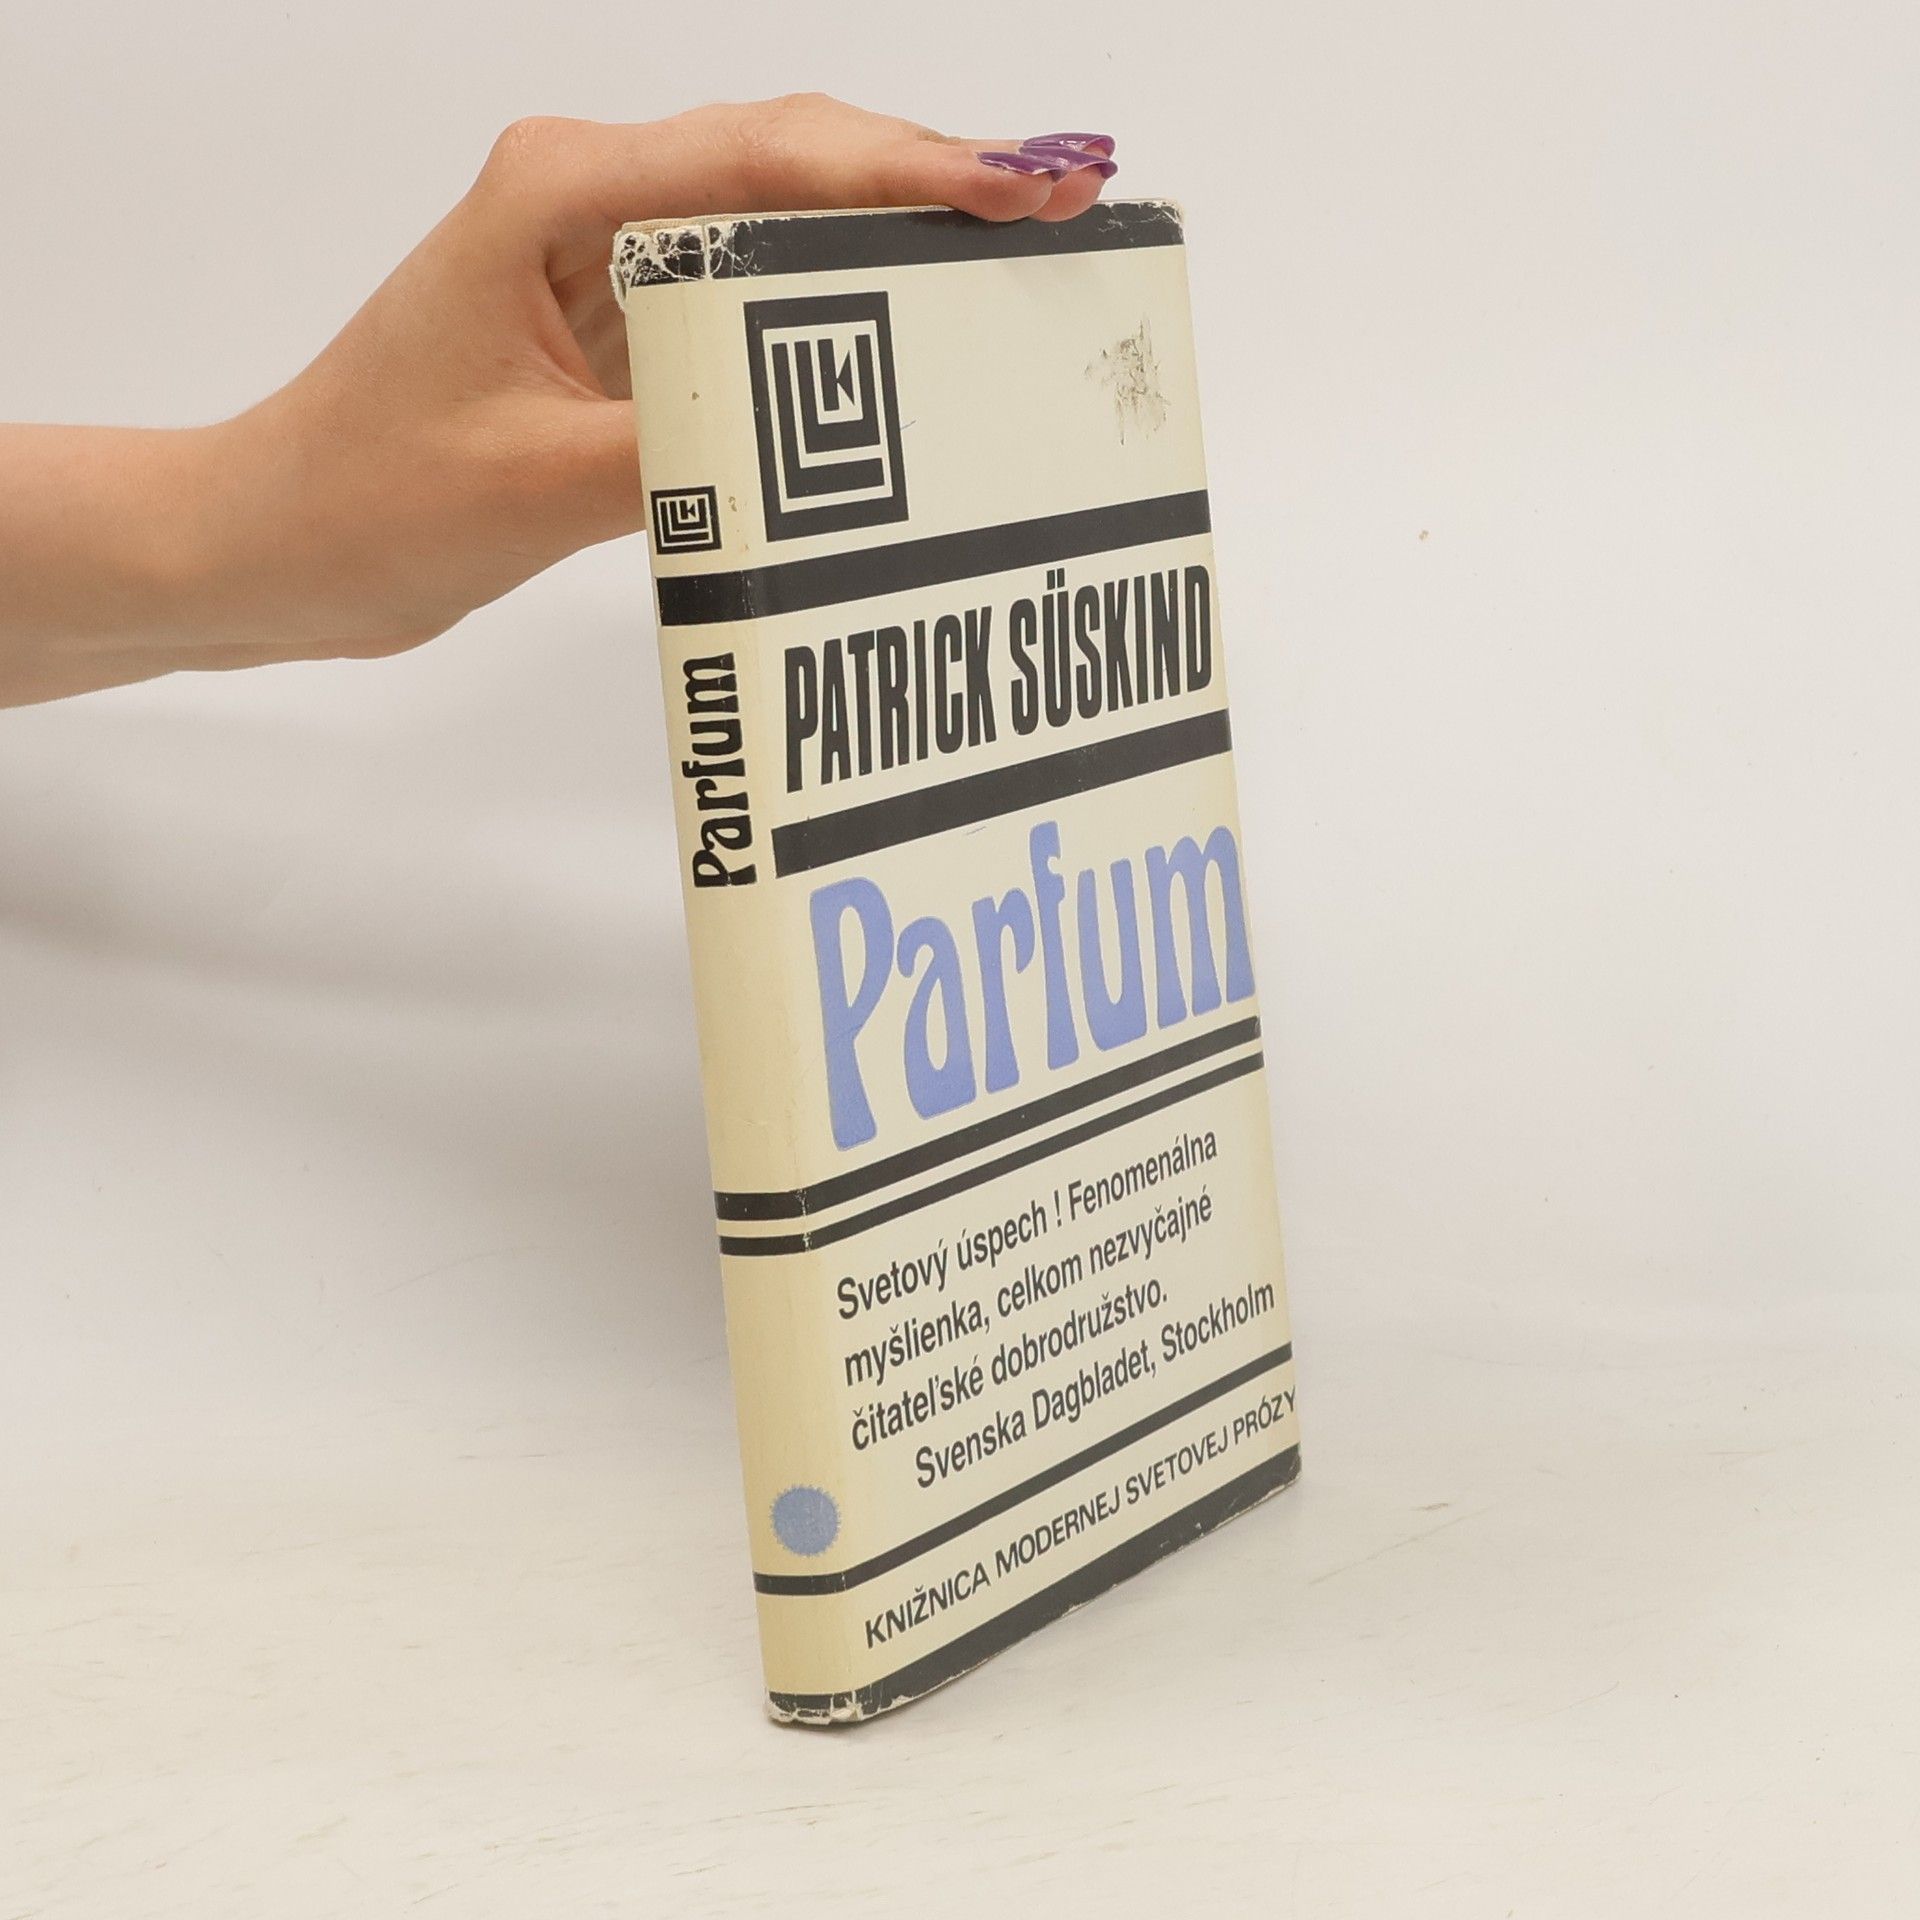 LUK
PATRICK SÜSKIND
Parfum
Svetový úspech ! Fenomenálna
myšlienka, celkom nezvyčajné
čitateľské dobrodružstvo.
Svenska Dagbladet, Stockholm
KNIŽNICA MODERNEJ SVETOVEJ PRÓZY
Parfum